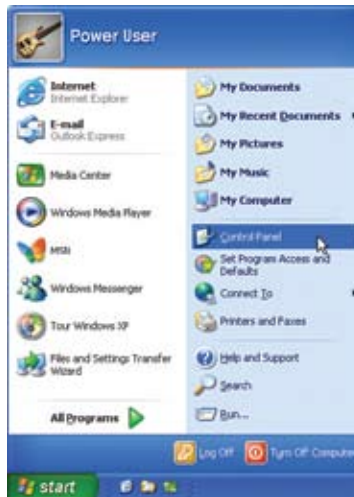 Power User
Internet
Internet Explorer
E-mail
Outlook Express
Media Center
Windows Media Player
MSN
Windows Messenger
Tour Windows XP
Files and Settings Transfer
Wizard
All Programs
My Documents
My Recent Documents
My Pictures
My Music
My Computer
Control Panel
Set Program Access and
Defaults
Connect To
Printers and Faxes
Help and Support
Search
Run...
Log Off
Turn Off Computer
start